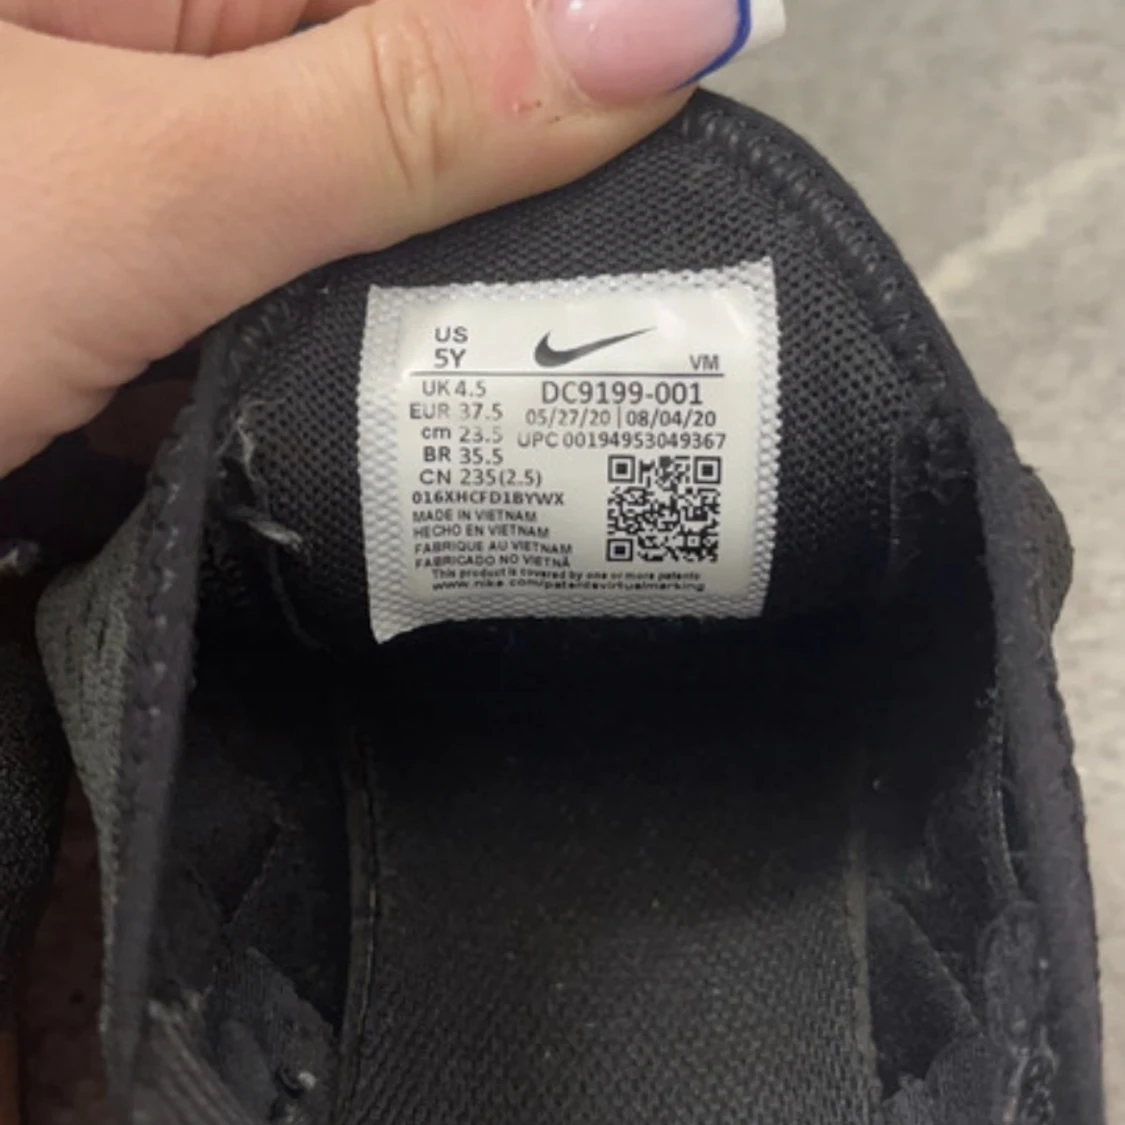 US
5Y
VM
UK 4.5
DC9199-001
EUR 37.5
05/27/20 | 08/04/20
cm 23.5
UPC 00194953049367
BR 35.5
CN 235(2.5)
016XHCFD1BYWX
MADE IN VIETNAM
HECHO EN VIETNAM
FABRIQUE AU VIETNAM
FABRICADO NO VIETNÃ
This product is covered by one or more patents
www.nike.com/patentsvirtualmarking